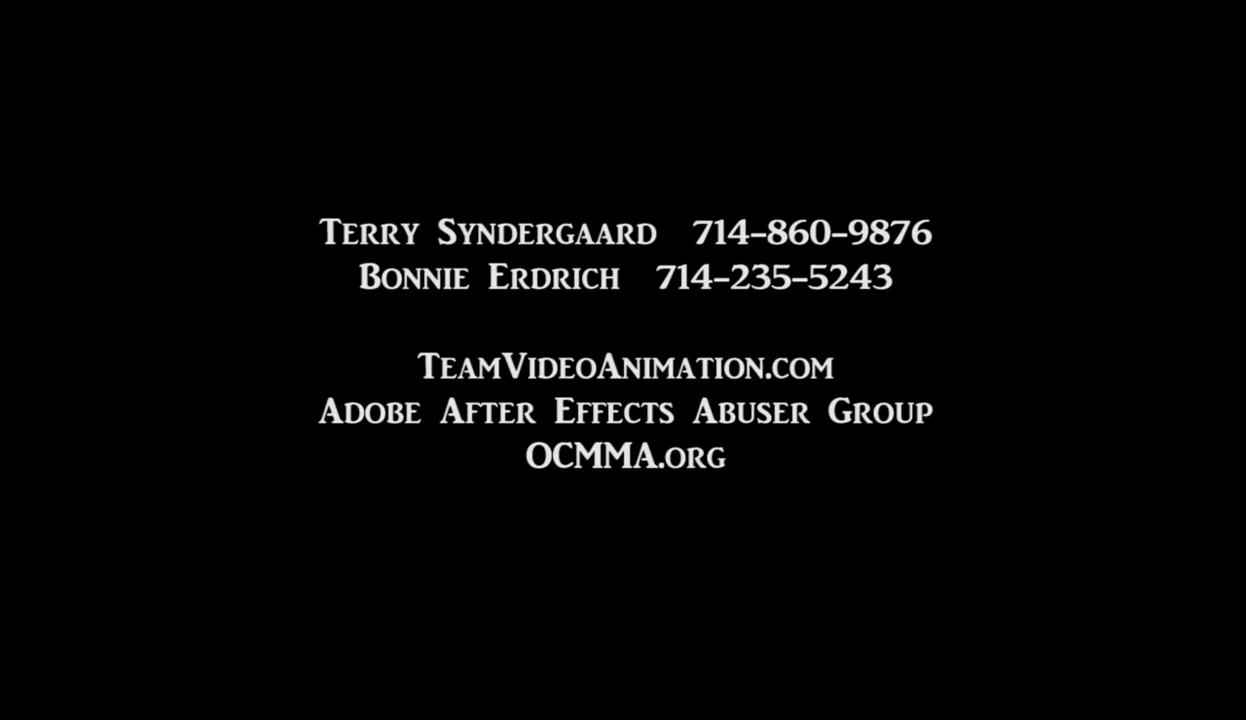 Terry Syndergaard 714-860-9876
Bonnie Erdrich 714-235-5243
TeamVideoAnimation.com
Adobe After Effects Abuser Group
OCMMA.org